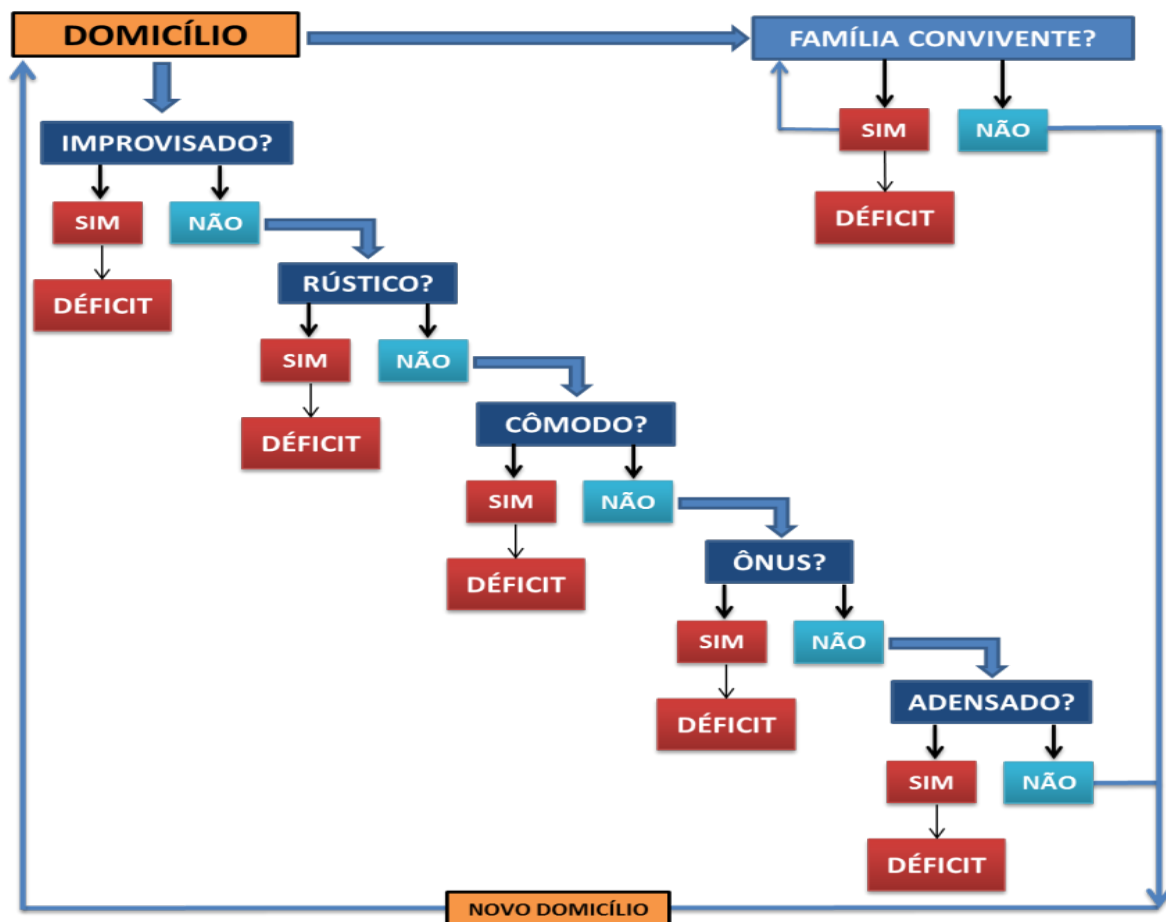 DOMICÍLIO
FAMÍLIA CONVIVENTE?
SIM
NÃO
DÉFICIT
IMPROVISADO?
SIM
NÃO
DÉFICIT
RÚSTICO?
SIM
NÃO
DÉFICIT
CÔMODO?
SIM
NÃO
DÉFICIT
ÔNUS?
SIM
NÃO
DÉFICIT
ADENSADO?
SIM
NÃO
DÉFICIT
NOVO DOMICÍLIO